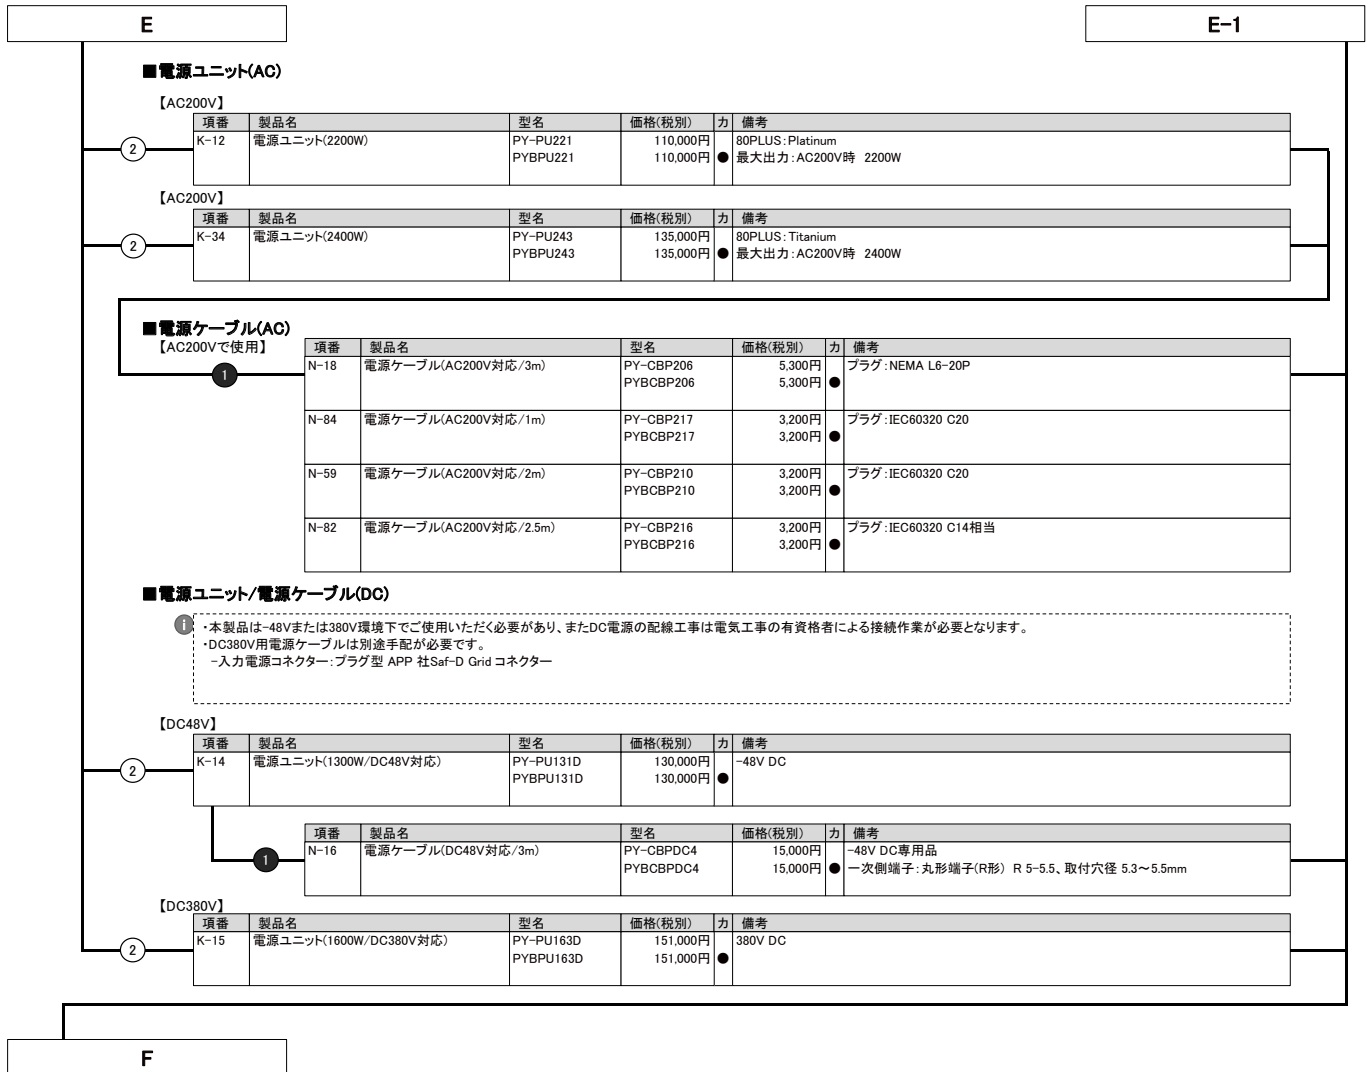 E
E-1
■電源ユニット(AC)
【AC200V】
項番 製品名 型名 価格(税別) カ 備考
② K-12 電源ユニット(2200W) PY-PU221 110,000円 80PLUS:Platinum
PYBPU221 110,000円 ● 最大出力:AC200V時 2200W
【AC200V】
項番 製品名 型名 価格(税別) カ 備考
② K-34 電源ユニット(2400W) PY-PU243 135,000円 80PLUS:Titanium
PYBPU243 135,000円 ● 最大出力:AC200V時 2400W
■電源ケーブル(AC)
【AC200Vで使用】
項番 製品名 型名 価格(税別) カ 備考
❶ N-18 電源ケーブル(AC200V対応/3m) PY-CBP206 5,300円 プラグ:NEMA L6-20P
PYBCBP206 5,300円 ●
N-84 電源ケーブル(AC200V対応/1m) PY-CBP217 3,200円 プラグ:IEC60320 C20
PYBCBP217 3,200円 ●
N-59 電源ケーブル(AC200V対応/2m) PY-CBP210 3,200円 プラグ:IEC60320 C20
PYBCBP210 3,200円 ●
N-82 電源ケーブル(AC200V対応/2.5m) PY-CBP216 3,200円 プラグ:IEC60320 C14相当
PYBCBP216 3,200円 ●
■電源ユニット/電源ケーブル(DC)
i ・本製品は-48Vまたは380V環境下でご使用いただく必要があり、またDC電源の配線工事は電気工事の有資格者による接続作業が必要となります。
・DC380V用電源ケーブルは別途手配が必要です。
-入力電源コネクター:プラグ型 APP 社Saf-D Grid コネクター
【DC48V】
項番 製品名 型名 価格(税別) カ 備考
② K-14 電源ユニット(1300W/DC48V対応) PY-PU131D 130,000円 -48V DC
PYBPU131D 130,000円 ●
項番 製品名 型名 価格(税別) カ 備考
❶ N-16 電源ケーブル(DC48V対応/3m) PY-CBPDC4 15,000円 -48V DC専用品
PYBCBPDC4 15,000円 ● 一次側端子:丸形端子(R形) R 5-5.5、取付穴径 5.3～5.5mm
【DC380V】
項番 製品名 型名 価格(税別) カ 備考
② K-15 電源ユニット(1600W/DC380V対応) PY-PU163D 151,000円 380V DC
PYBPU163D 151,000円 ●
F